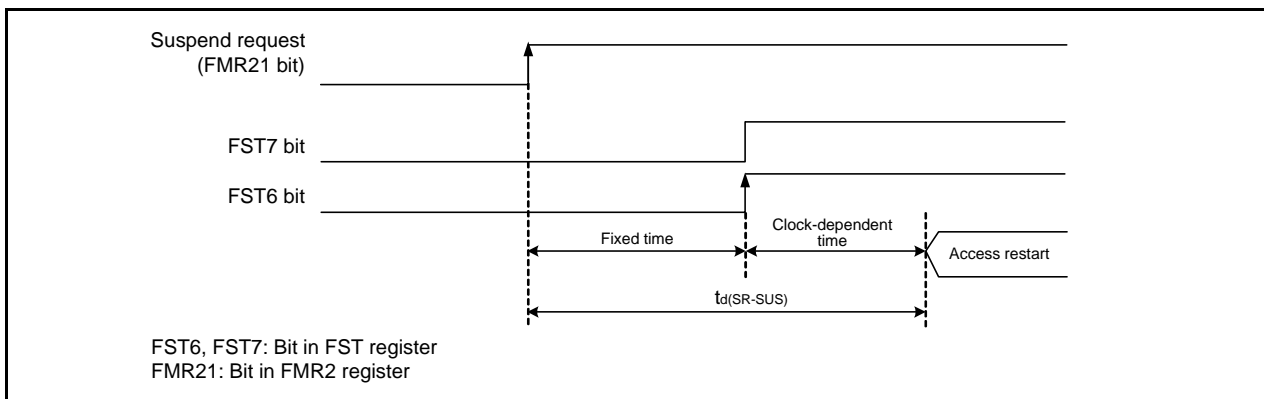 Suspend request
(FMR21 bit)
FST7 bit
FST6 bit
Fixed time
Clock-dependent
time
Access restart
td(SR-SUS)
FST6, FST7: Bit in FST register
FMR21: Bit in FMR2 register